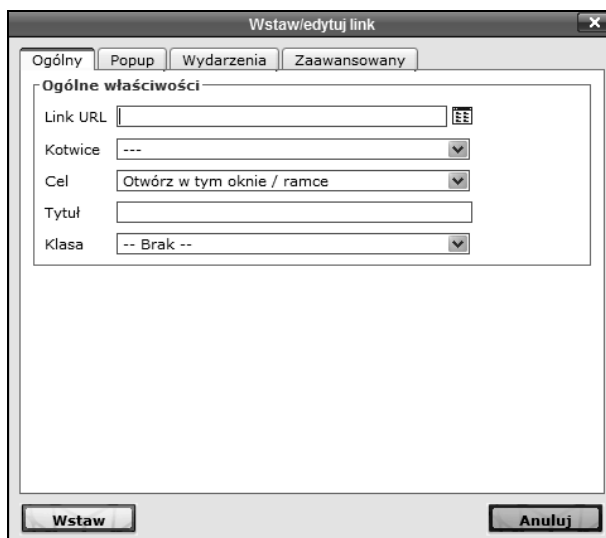 Wstaw/edytuj link
Ogólny Popup Wydarzenia Zaawansowany
Ogólne właściwości
Link URL
Kotwice ---
Cel Otwórz w tym oknie / ramce
Tytuł
Klasa -- Brak --
Wstaw Anuluj